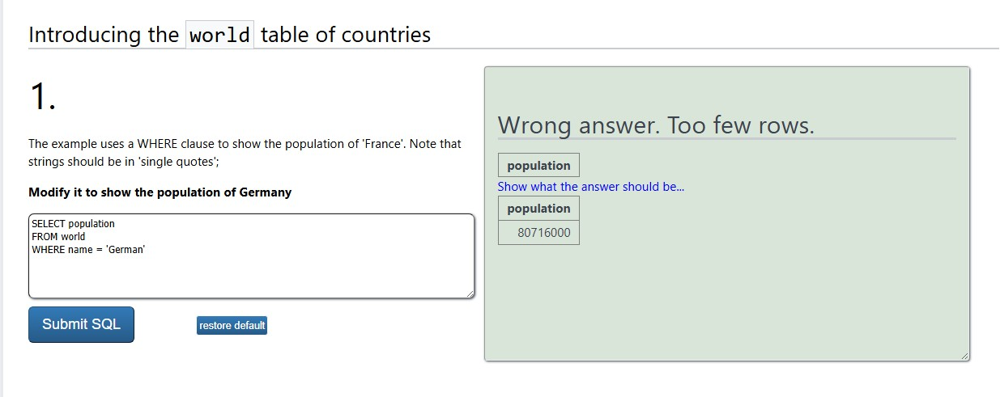 Introducing the world table of countries
1.
The example uses a WHERE clause to show the population of 'France'. Note that
strings should be in 'single quotes';
Modify it to show the population of Germany
SELECT population
FROM world
WHERE name = 'German'
Submit SQL
restore default
Wrong answer. Too few rows.
population
Show what the answer should be...
population
80716000